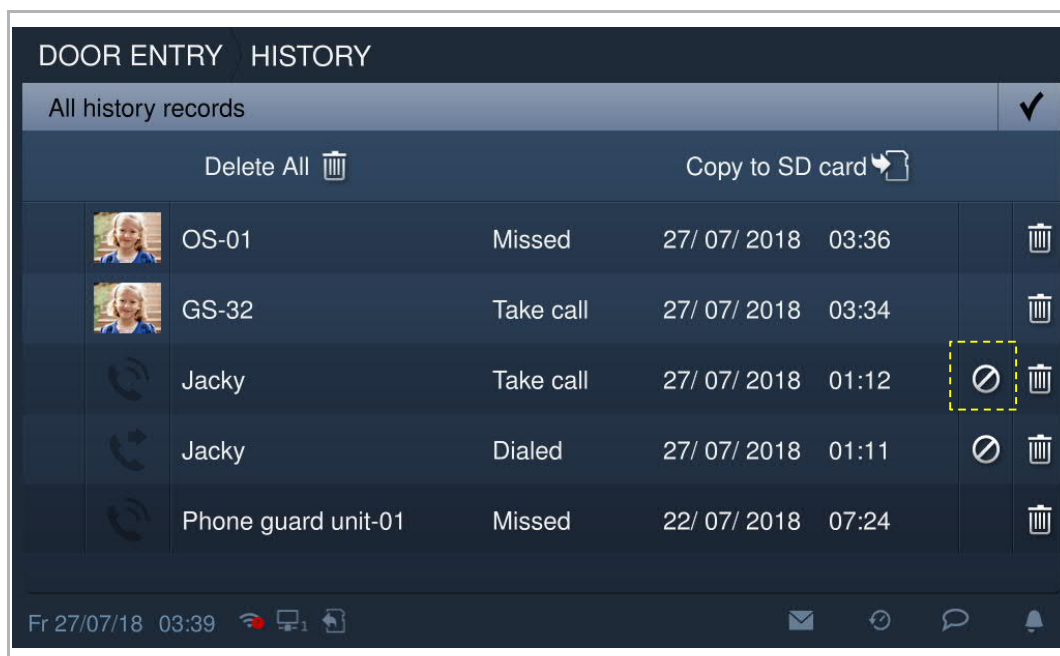 DOOR ENTRY HISTORY
All history records
Delete All Copy to SD card
OS-01 Missed 27/ 07/ 2018 03:36
GS-32 Take call 27/ 07/ 2018 03:34
Jacky Take call 27/ 07/ 2018 01:12
Jacky Dialed 27/ 07/ 2018 01:11
Phone guard unit-01 Missed 22/ 07/ 2018 07:24
Fr 27/07/18 03:39 1